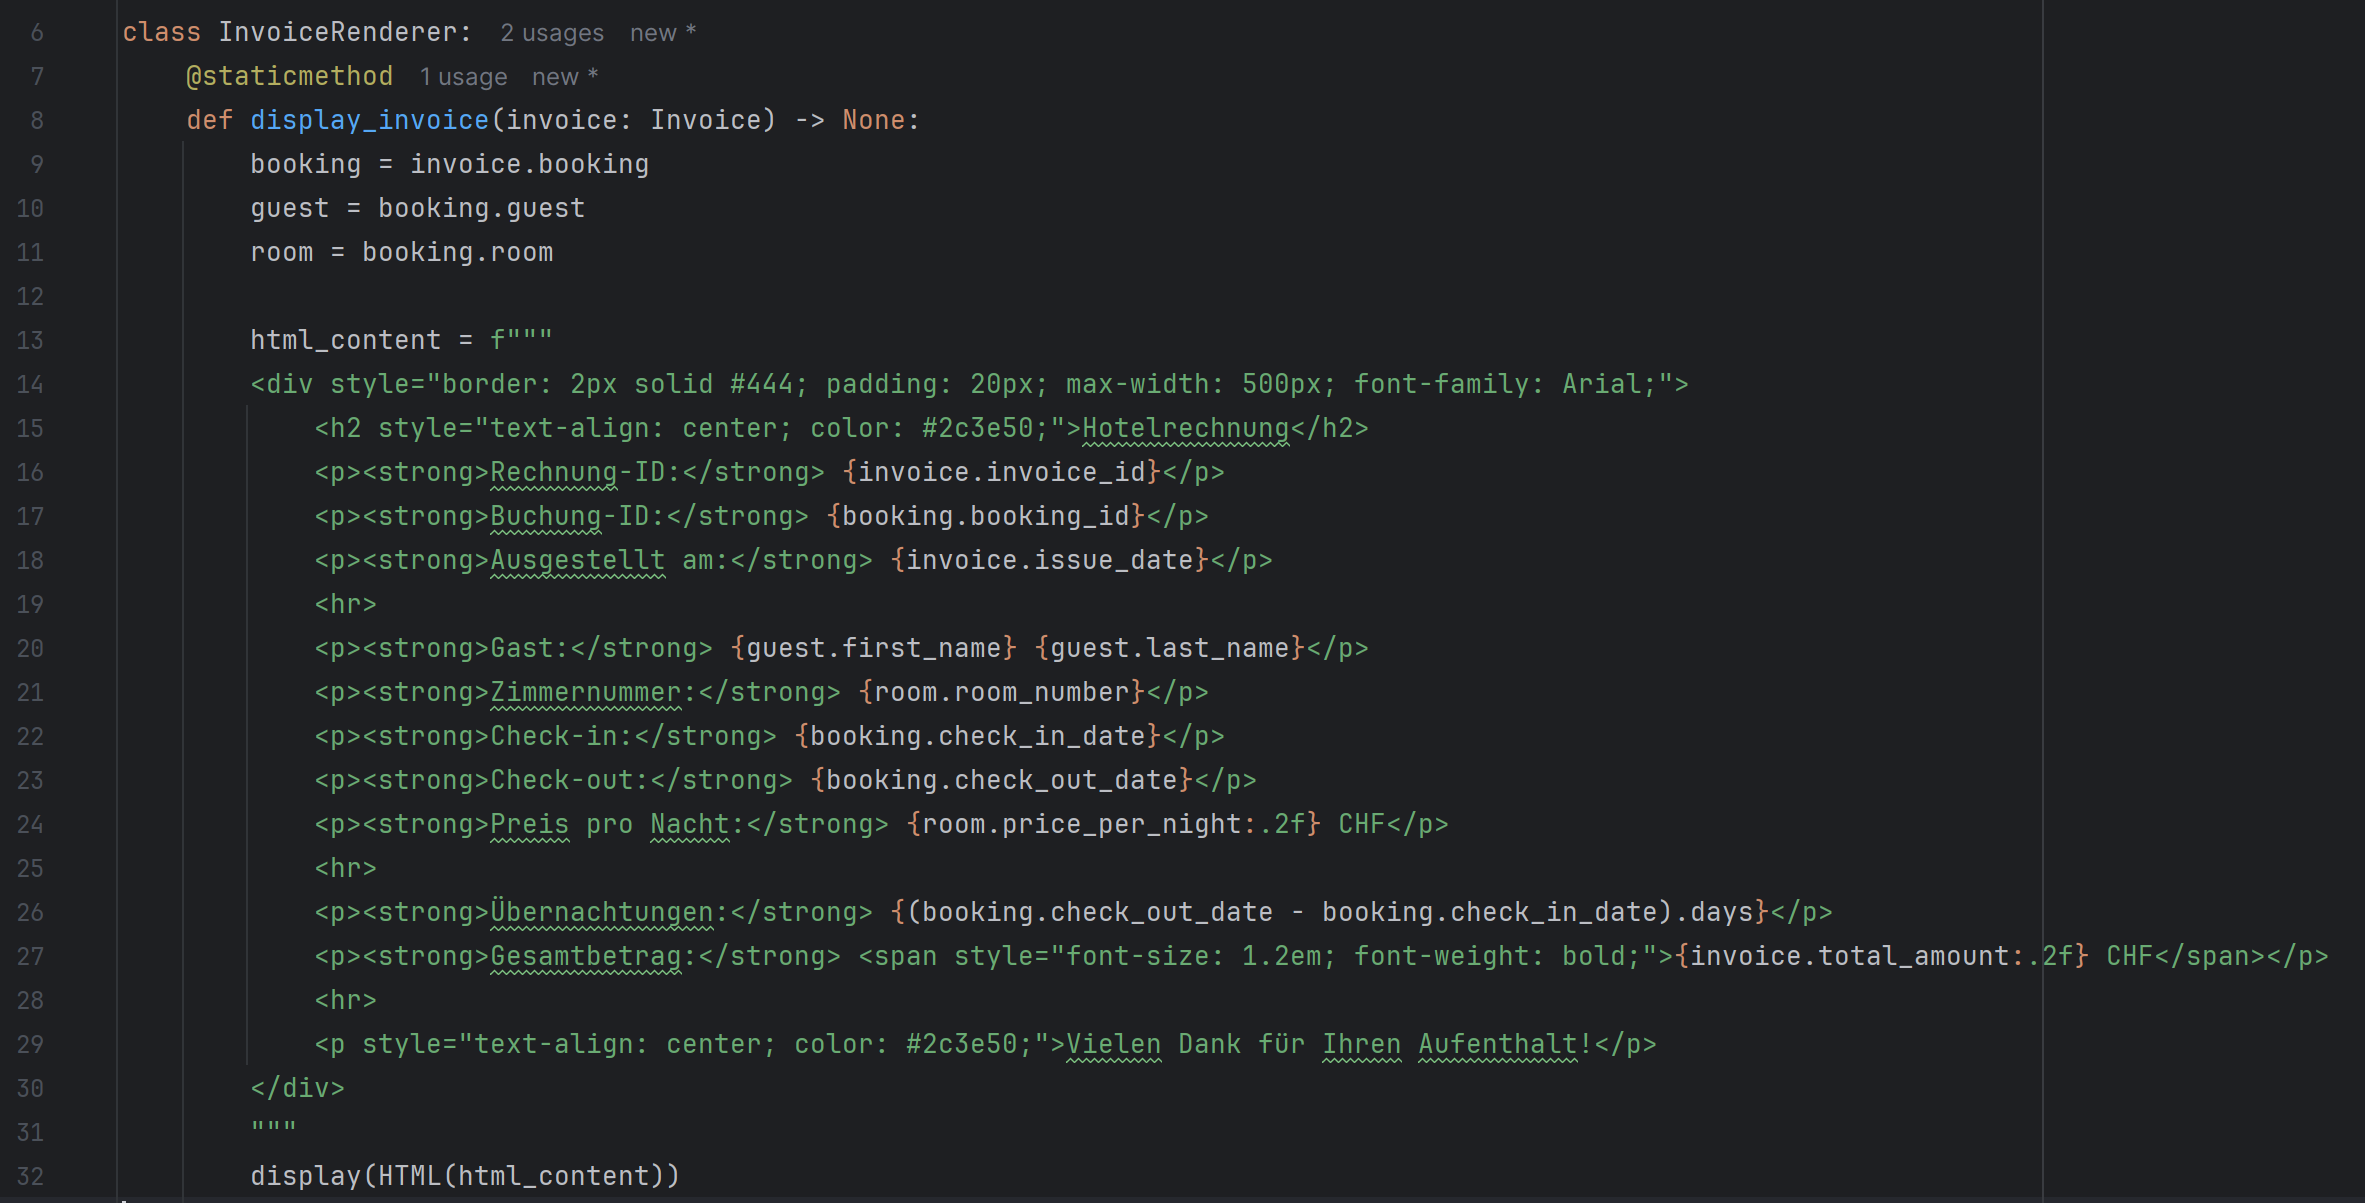 6 class InvoiceRenderer: 2 usages new *
7 @staticmethod 1 usage new *
8 def display_invoice(invoice: Invoice) -> None:
9 booking = invoice.booking
10 guest = booking.guest
11 room = booking.room
12
13 html_content = f"""
14 <div style="border: 2px solid #444; padding: 20px; max-width: 500px; font-family: Arial;">
15 <h2 style="text-align: center; color: #2c3e50;">Hotelrechnung</h2>
16 <p><strong>Rechnung-ID:</strong> {invoice.invoice_id}</p>
17 <p><strong>Buchung-ID:</strong> {booking.booking_id}</p>
18 <p><strong>Ausgestellt am:</strong> {invoice.issue_date}</p>
19 <hr>
20 <p><strong>Gast:</strong> {guest.first_name} {guest.last_name}</p>
21 <p><strong>Zimmernummer:</strong> {room.room_number}</p>
22 <p><strong>Check-in:</strong> {booking.check_in_date}</p>
23 <p><strong>Check-out:</strong> {booking.check_out_date}</p>
24 <p><strong>Preis pro Nacht:</strong> {room.price_per_night:.2f} CHF</p>
25 <hr>
26 <p><strong>Übernachtungen:</strong> {(booking.check_out_date - booking.check_in_date).days}</p>
27 <p><strong>Gesamtbetrag:</strong> <span style="font-size: 1.2em; font-weight: bold;">{invoice.total_amount:.2f} CHF</span></p>
28 <hr>
29 <p style="text-align: center; color: #2c3e50;">Vielen Dank für Ihren Aufenthalt!</p>
30 </div>
31 """
32 display(HTML(html_content))